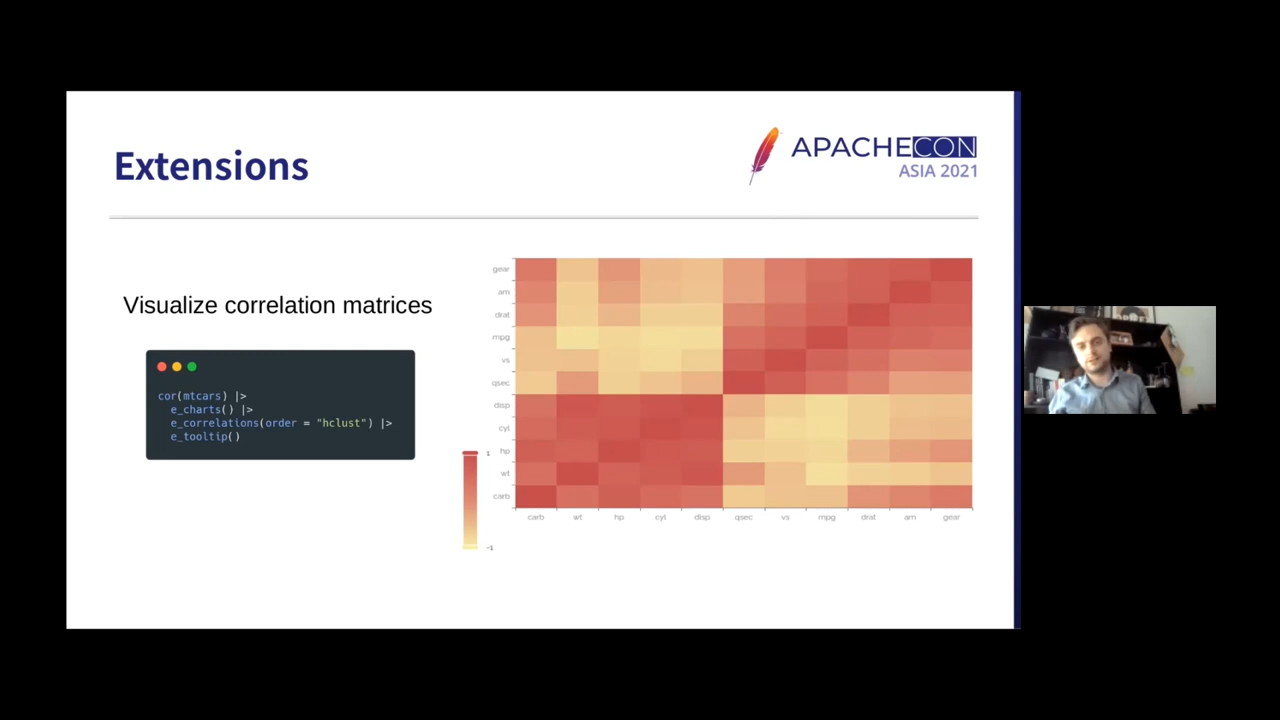 Extensions
APACHECON
ASIA 2021
Visualize correlation matrices
cor(mtcars) |>
e_charts() |>
e_correlations(order = "hclust") |>
e_tooltip()
gear
am
drat
mpg
vs
qsec
disp
cyl
hp
wt
carb
1
-1
carb wt hp cyl disp qsec vs mpg drat am gear